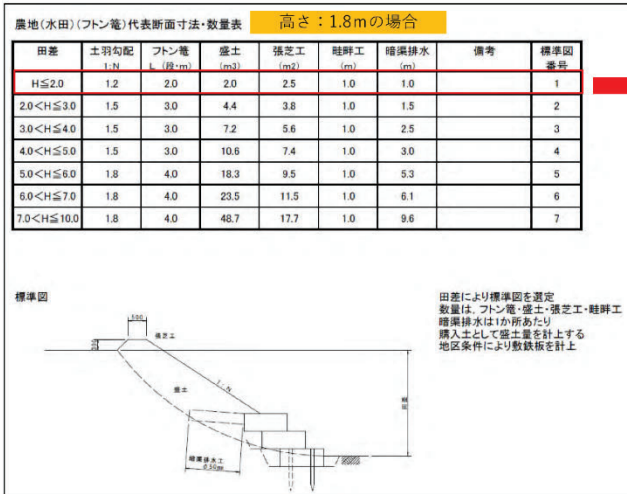 農地(水田)(フトン篭)代表断面寸法・数量表
高さ:1.8mの場合
田差 土羽勾配 フトン篭 盛土 張芝工 畦畔工 暗渠排水 備考 標準図
1:N L (段・m) (m3) (m2) (m) (m) 番号
H≦2.0 1.2 2.0 2.0 2.5 1.0 1.0 1
2.0<H≦3.0 1.5 3.0 4.4 3.8 1.0 1.5 2
3.0<H≦4.0 1.5 3.0 7.2 5.6 1.0 2.5 3
4.0<H≦5.0 1.5 3.0 10.6 7.4 1.0 3.0 4
5.0<H≦6.0 1.8 4.0 18.3 9.5 1.0 5.3 5
6.0<H≦7.0 1.8 4.0 23.5 11.5 1.0 6.1 6
7.0<H≦10.0 1.8 4.0 48.7 17.7 1.0 9.6 7
標準図
田差により標準図を選定
数量は、フトン篭・盛土・張芝工・畦畔工
暗渠排水は1か所あたり
購入土として盛土量を計上する
地区条件により敷鉄板を計上
500
張芝工
1:N
盛土
田差
暗渠排水工